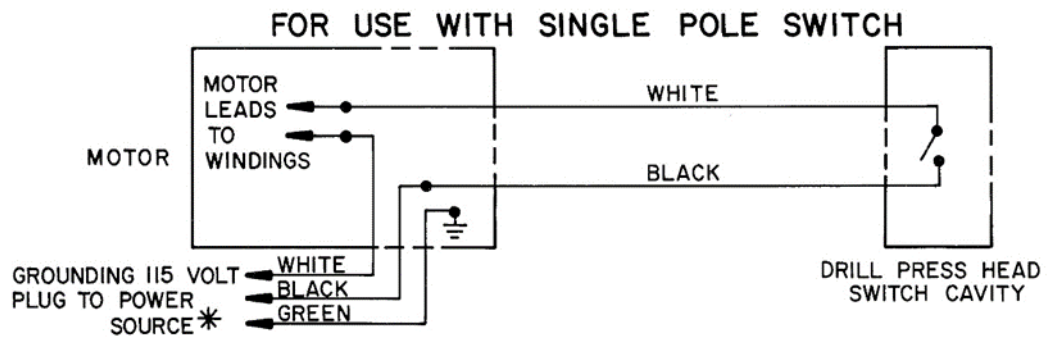 FOR USE WITH SINGLE POLE SWITCH
MOTOR
LEADS
TO
WINDINGS
MOTOR
WHITE
BLACK
WHITE
BLACK
GREEN
GROUNDING 115 VOLT
PLUG TO POWER
SOURCE*
DRILL PRESS HEAD
SWITCH CAVITY